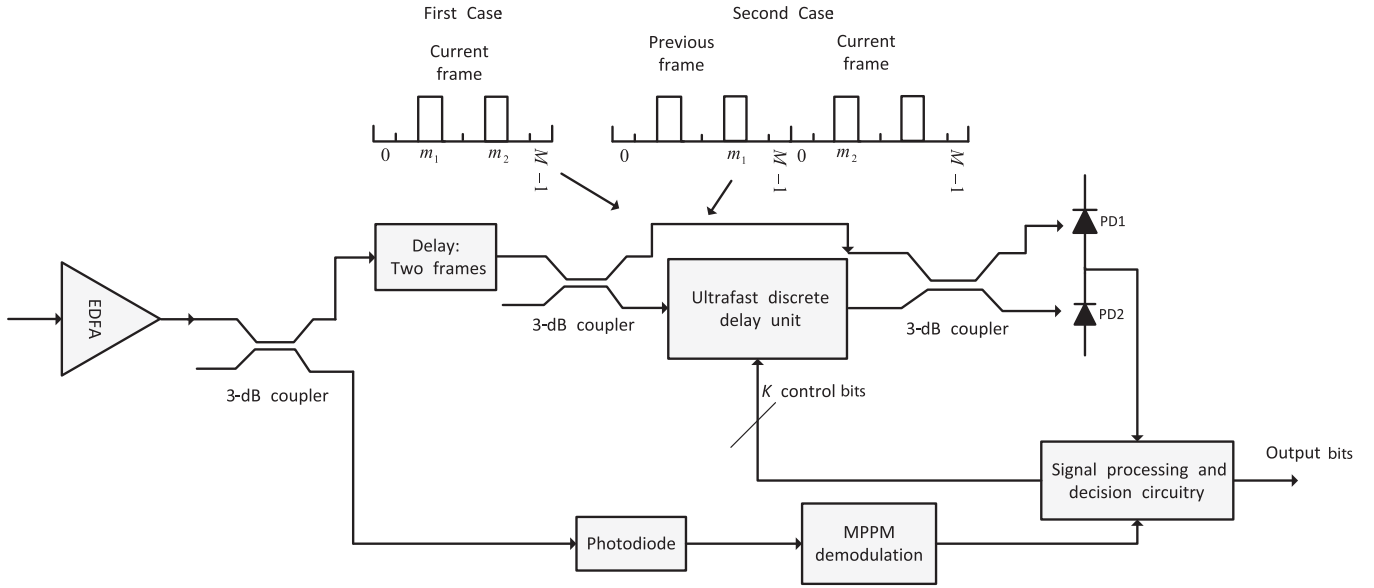 First Case
Second Case
Current
frame
Previous
frame
Current
frame
0
m1
m2
M – 1
0
m1
M – 1
0
m2
M – 1
Delay:
Two frames
EDFA
3-dB coupler
3-dB coupler
Ultrafast discrete
delay unit
3-dB coupler
PD1
PD2
K control bits
Output bits
Signal processing and
decision circuitry
Photodiode
MPPM
demodulation